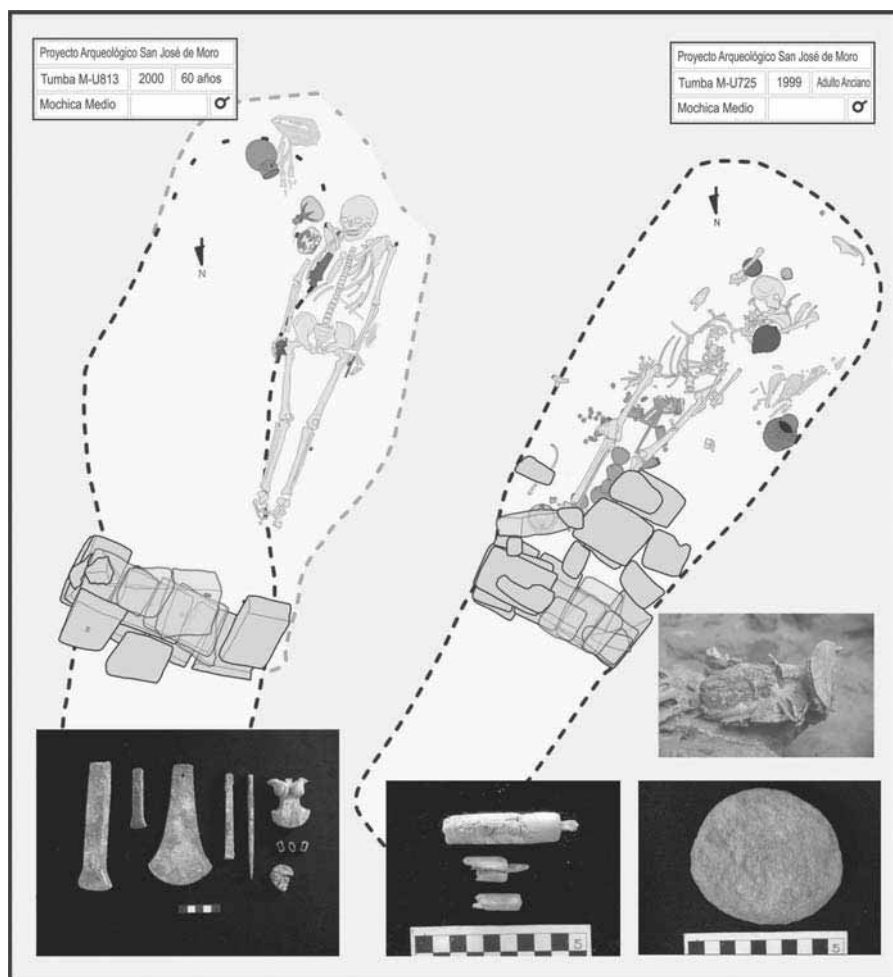 Proyecto Arqueológico San José de Moro
Tumba M-U813 2000 60 años
Mochica Medio ♂
Proyecto Arqueológico San José de Moro
Tumba M-U725 1999 Adulto Anciano
Mochica Medio ♂
N
N
5
5